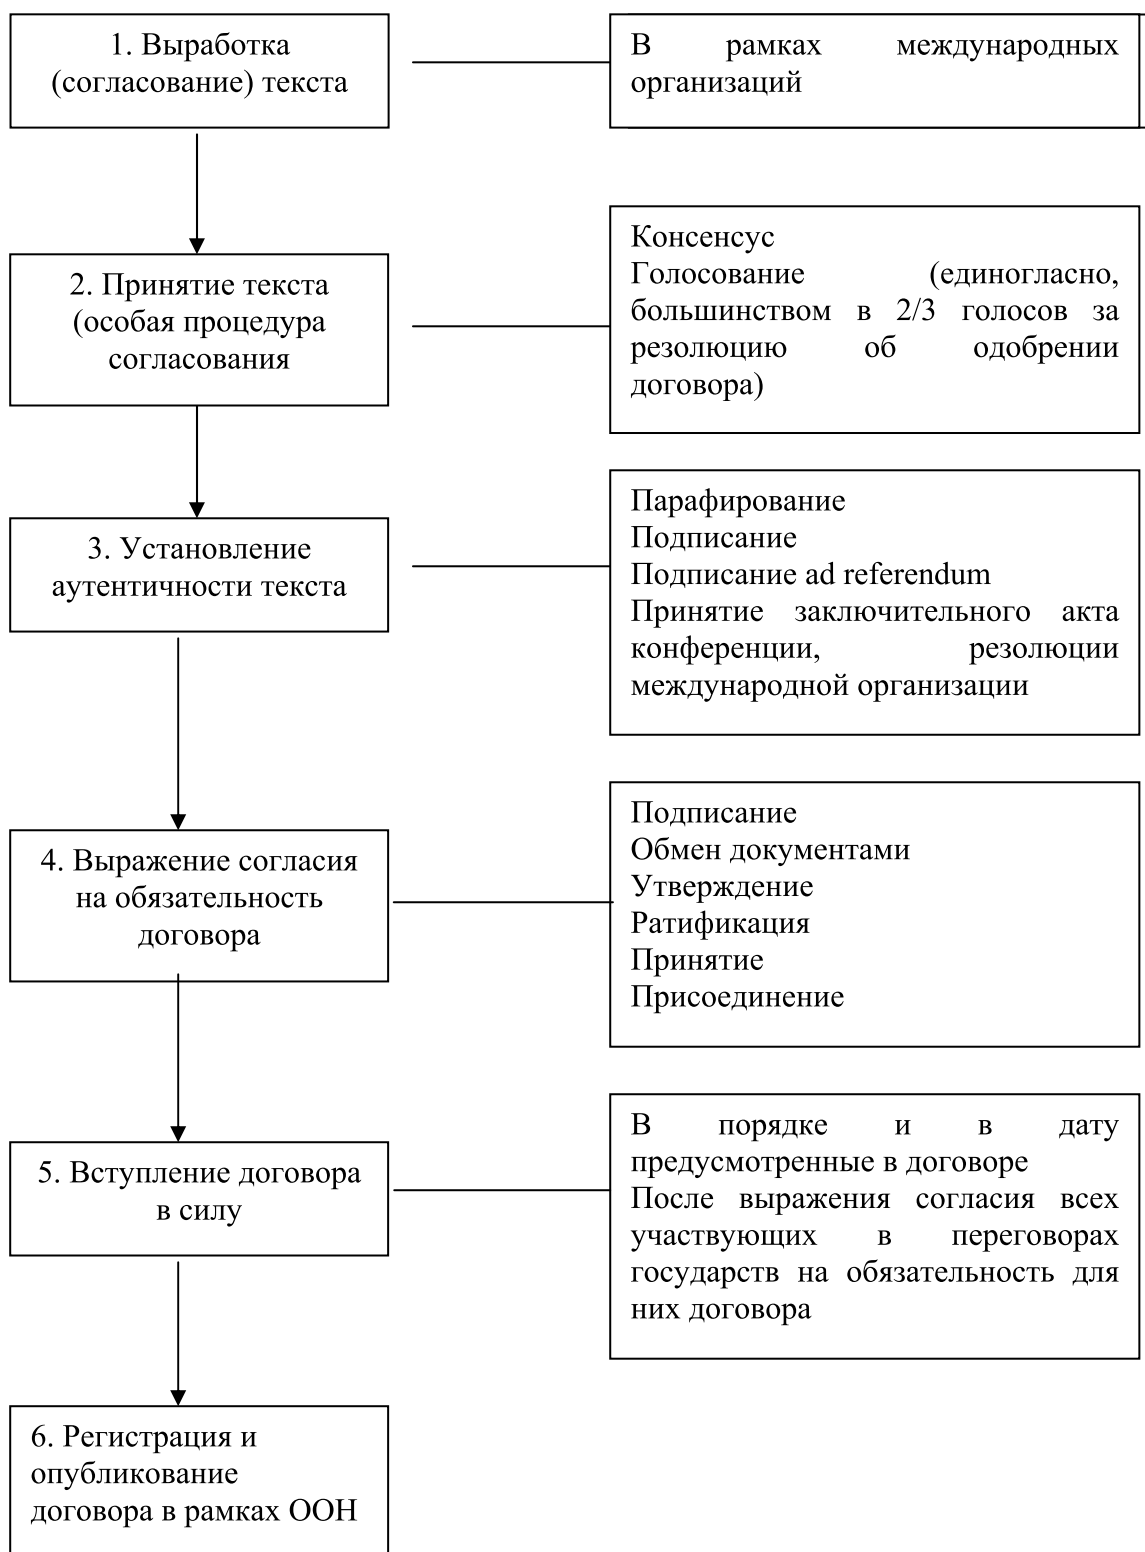 1. Выработка
(согласование) текста
В рамках международных
организаций
2. Принятие текста
(особая процедура
согласования
Консенсус
Голосование (единогласно,
большинством в 2/3 голосов за
резолюцию об одобрении
договора)
3. Установление
аутентичности текста
Парафирование
Подписание
Подписание ad referendum
Принятие заключительного акта
конференции, резолюции
международной организации
4. Выражение согласия
на обязательность
договора
Подписание
Обмен документами
Утверждение
Ратификация
Принятие
Присоединение
5. Вступление договора
в силу
В порядке и в дату
предусмотренные в договоре
После выражения согласия всех
участвующих в переговорах
государств на обязательность для
них договора
6. Регистрация и
опубликование
договора в рамках ООН